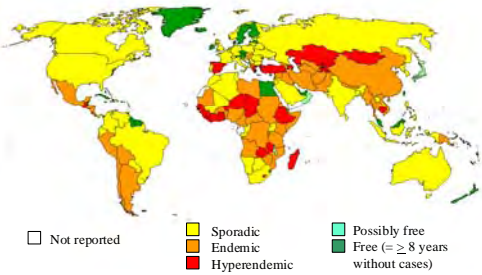 Not reported
Sporadic
Endemic
Hyperendemic
Possibly free
Free (= ≥ 8 years
without cases)